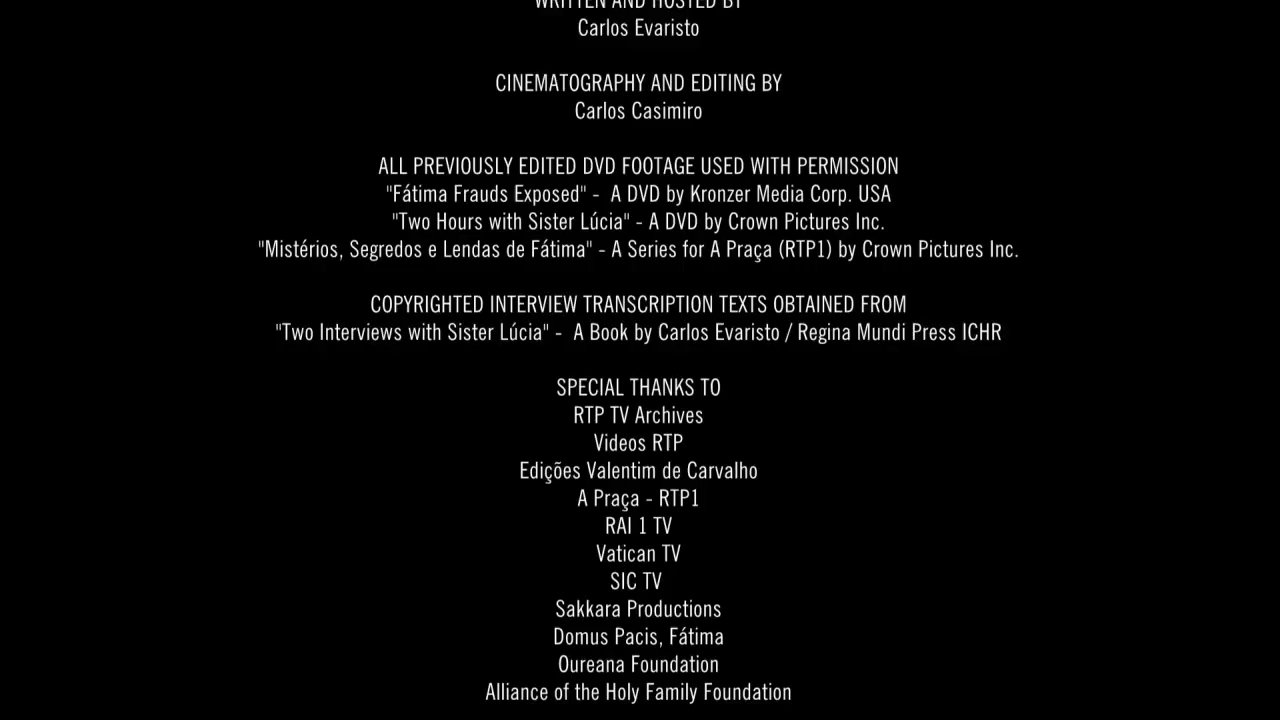 WRITTEN AND HOSTED BY
Carlos Evaristo
CINEMATOGRAPHY AND EDITING BY
Carlos Casimiro
ALL PREVIOUSLY EDITED DVD FOOTAGE USED WITH PERMISSION
"Fátima Frauds Exposed" - A DVD by Kronzer Media Corp. USA
"Two Hours with Sister Lúcia" - A DVD by Crown Pictures Inc.
"Mistérios, Segredos e Lendas de Fátima" - A Series for A Praça (RTP1) by Crown Pictures Inc.
COPYRIGHTED INTERVIEW TRANSCRIPTION TEXTS OBTAINED FROM
"Two Interviews with Sister Lúcia" - A Book by Carlos Evaristo / Regina Mundi Press ICHR
SPECIAL THANKS TO
RTP TV Archives
Videos RTP
Edições Valentim de Carvalho
A Praça - RTP1
RAI 1 TV
Vatican TV
SIC TV
Sakkara Productions
Domus Pacis, Fátima
Oureana Foundation
Alliance of the Holy Family Foundation